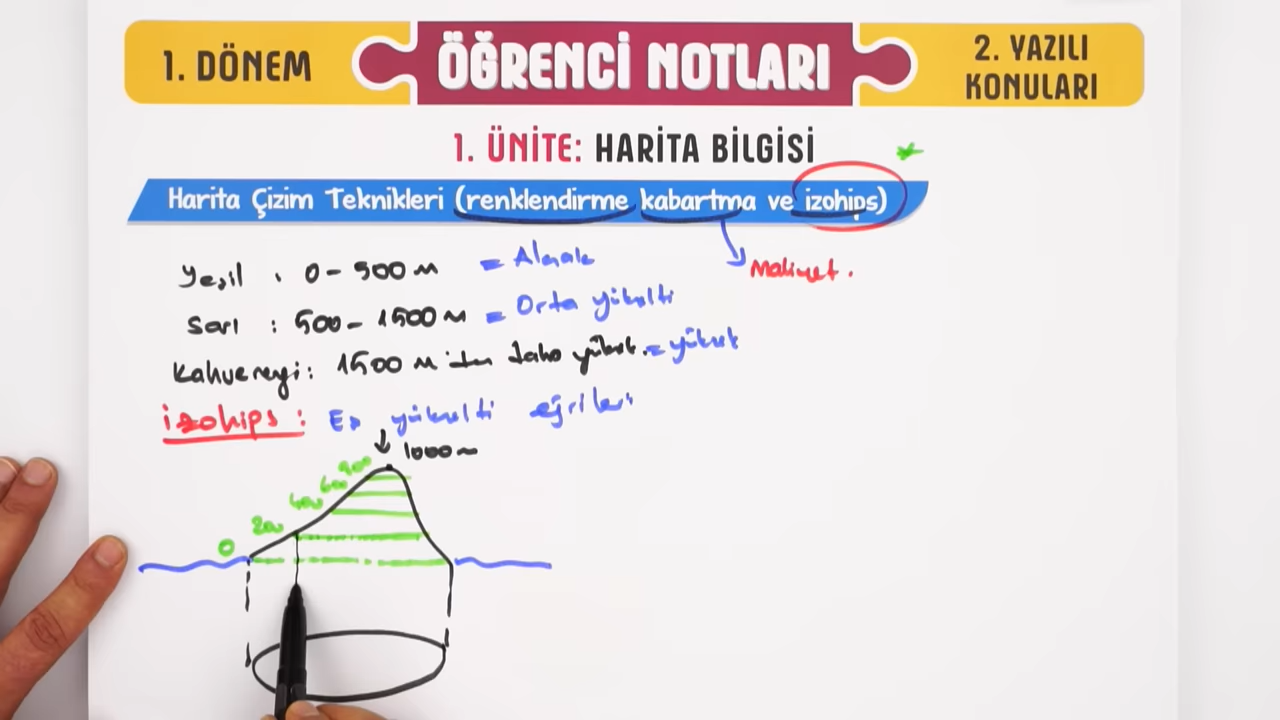 1. DÖNEM
ÖĞRENCİ NOTLARI
2. YAZILI
KONULARI
1. ÜNİTE: HARİTA BİLGİSİ
Harita Çizim Teknikleri (renklendirme kabartma ve izohips)
Maliyet.
Yeşil : 0-500 m = Alçak
Sarı : 500-1500 m = Orta yükselti
Kahverengi: 1500 m'den daha yüksek. = yüksek
izohips: Eş yükselti eğrileri
1000 m
800
600
400
200
0